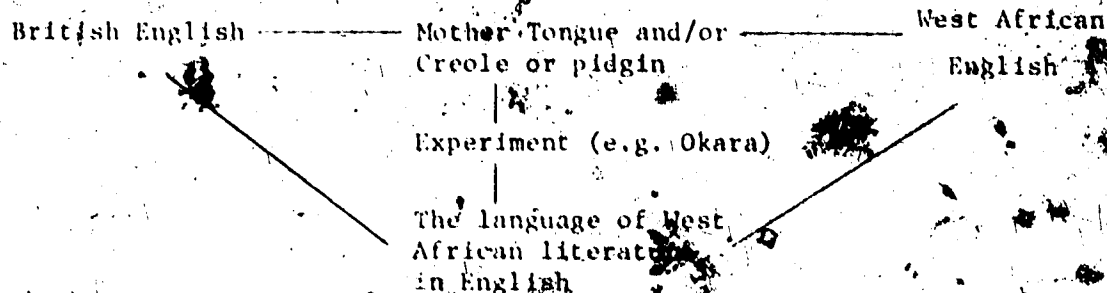 British English
Mother Tongue and/or
Creole or pidgin
West African
English
Experiment (e.g. Okara)
The language of West
African literature
in English